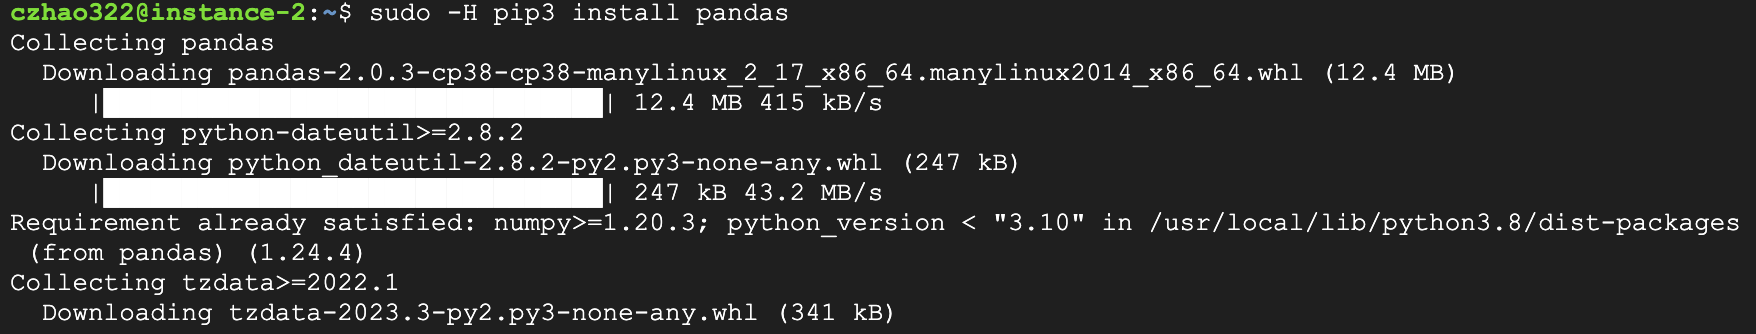 czhao322@instance-2:~$ sudo -H pip3 install pandas
Collecting pandas
  Downloading pandas-2.0.3-cp38-cp38-manylinux_2_17_x86_64.manylinux2014_x86_64.whl (12.4 MB)
     |████████████████████████████████| 12.4 MB 415 kB/s
Collecting python-dateutil>=2.8.2
  Downloading python_dateutil-2.8.2-py2.py3-none-any.whl (247 kB)
     |████████████████████████████████| 247 kB 43.2 MB/s
Requirement already satisfied: numpy>=1.20.3; python_version < "3.10" in /usr/local/lib/python3.8/dist-packages
 (from pandas) (1.24.4)
Collecting tzdata>=2022.1
  Downloading tzdata-2023.3-py2.py3-none-any.whl (341 kB)